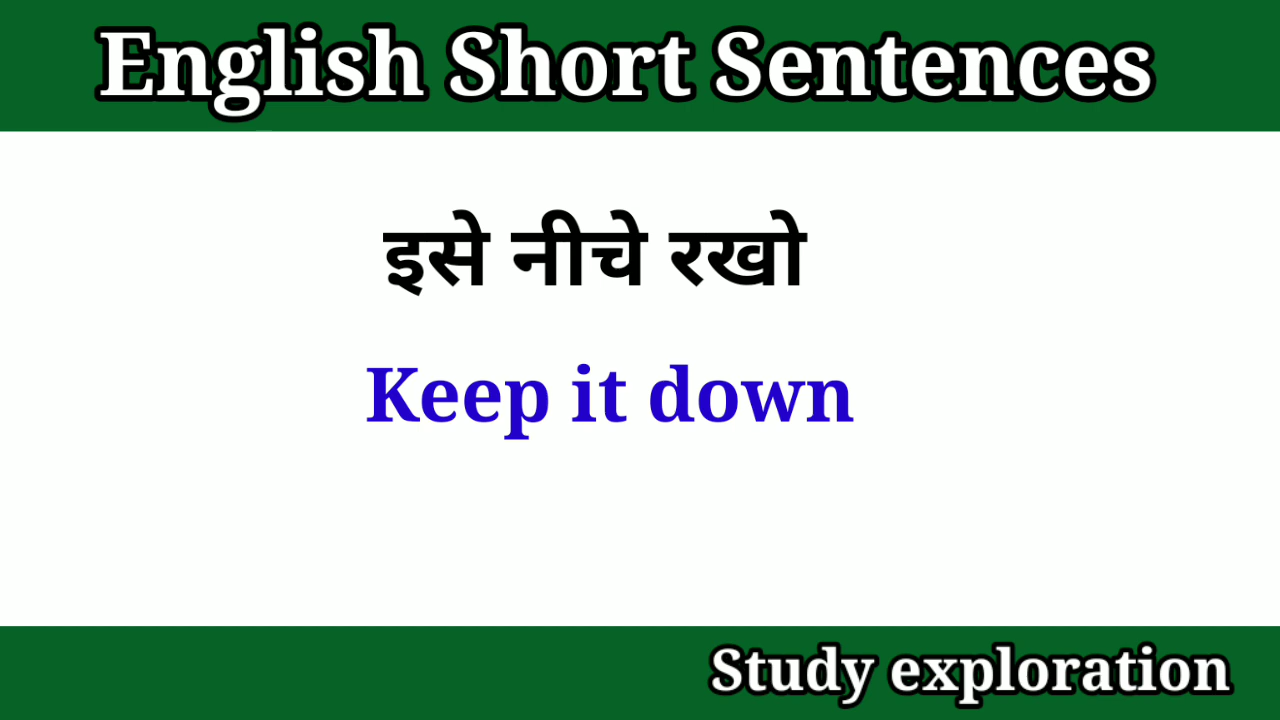 English Short Sentences
इसे नीचे रखो
Keep it down
Study exploration